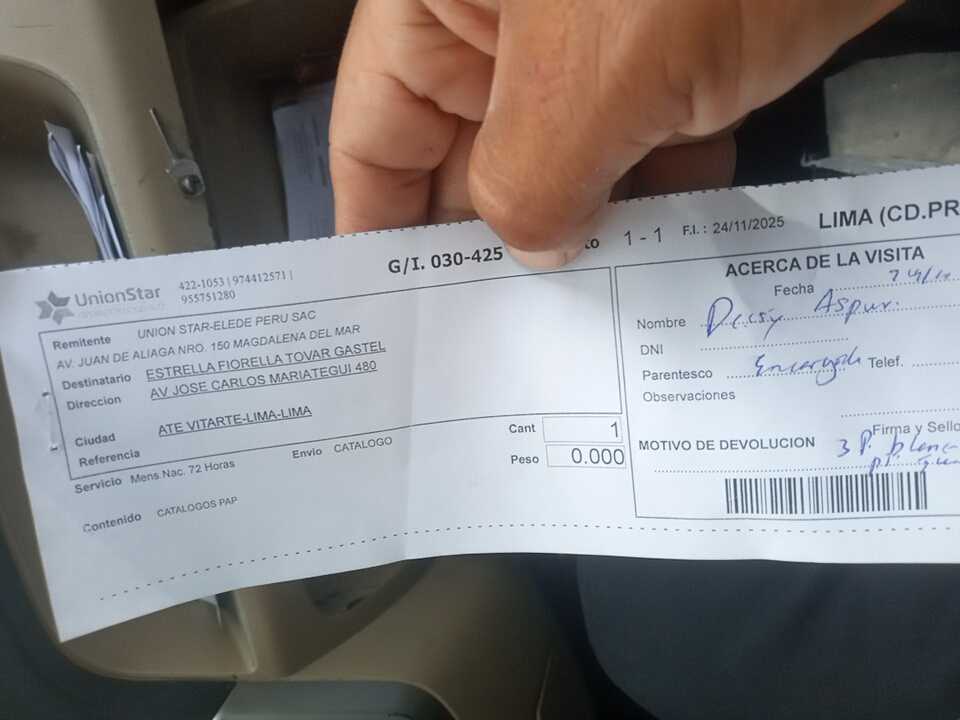 UnionStar
422-1053 | 974412571 |
955751280
G/I. 030-425
to 1 - 1
F.I. : 24/11/2025
LIMA (CD.PR
Remitente UNION STAR-ELEDE PERU SAC
AV. JUAN DE ALIAGA NRO. 150 MAGDALENA DEL MAR
Destinatario ESTRELLA FIORELLA TOVAR GASTEL
Direccion AV JOSE CARLOS MARIATEGUI 480
Ciudad ATE VITARTE-LIMA-LIMA
Referencia
Servicio Mens Nac. 72 Horas Envio CATALOGO
Cant 1
Peso 0.000
Contenido CATALOGOS PAP
ACERCA DE LA VISITA
Fecha
Nombre
DNI
Parentesco Encargada Telef.
Observaciones
Firma y Sello
MOTIVO DE DEVOLUCION 3 P.